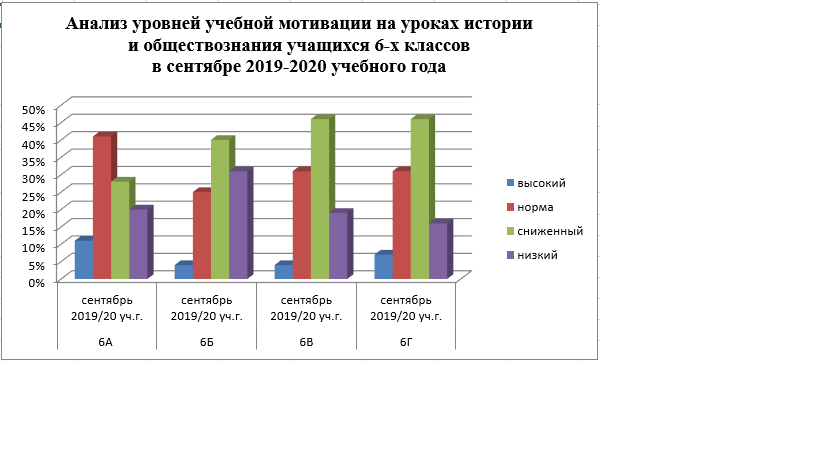 Анализ уровней учебной мотивации на уроках истории
и обществознания учащихся 6-х классов
в сентябре 2019-2020 учебного года
50%
45%
40%
35%
30%
25%
20%
15%
10%
5%
0%
высокий
норма
сниженный
низкий
сентябрь сентябрь сентябрь сентябрь
2019/20 уч.г. 2019/20 уч.г. 2019/20 уч.г. 2019/20 уч.г.
6А 6Б 6В 6Г